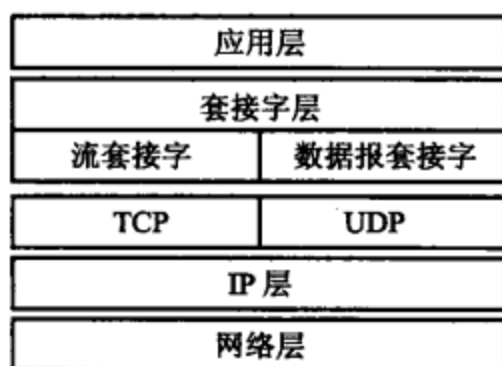 应用层
套接字层
流套接字 数据报套接字
TCP UDP
IP 层
网络层